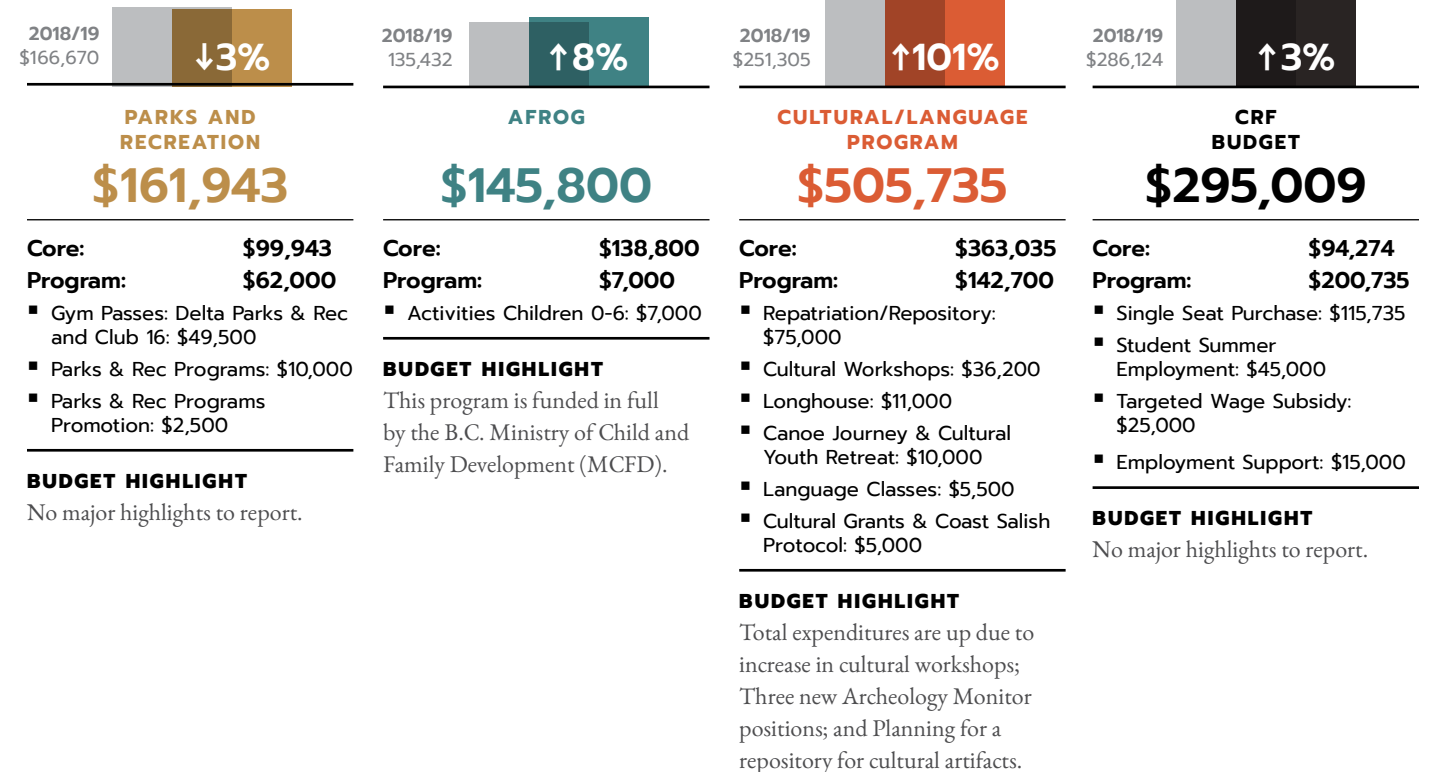 2018/19
$166,670
↓3%
PARKS AND
RECREATION
$161,943
Core: $99,943
Program: $62,000
▪ Gym Passes: Delta Parks & Rec
and Club 16: $49,500
▪ Parks & Rec Programs: $10,000
▪ Parks & Rec Programs
Promotion: $2,500
BUDGET HIGHLIGHT
No major highlights to report.
2018/19
135,432
↑8%
AFROG
$145,800
Core: $138,800
Program: $7,000
▪ Activities Children 0-6: $7,000
BUDGET HIGHLIGHT
This program is funded in full
by the B.C. Ministry of Child and
Family Development (MCFD).
2018/19
$251,305
↑101%
CULTURAL/LANGUAGE
PROGRAM
$505,735
Core: $363,035
Program: $142,700
▪ Repatriation/Repository:
$75,000
▪ Cultural Workshops: $36,200
▪ Longhouse: $11,000
▪ Canoe Journey & Cultural
Youth Retreat: $10,000
▪ Language Classes: $5,500
▪ Cultural Grants & Coast Salish
Protocol: $5,000
BUDGET HIGHLIGHT
Total expenditures are up due to
increase in cultural workshops;
Three new Archeology Monitor
positions; and Planning for a
repository for cultural artifacts.
2018/19
$286,124
↑3%
CRF
BUDGET
$295,009
Core: $94,274
Program: $200,735
▪ Single Seat Purchase: $115,735
▪ Student Summer
Employment: $45,000
▪ Targeted Wage Subsidy:
$25,000
▪ Employment Support: $15,000
BUDGET HIGHLIGHT
No major highlights to report.